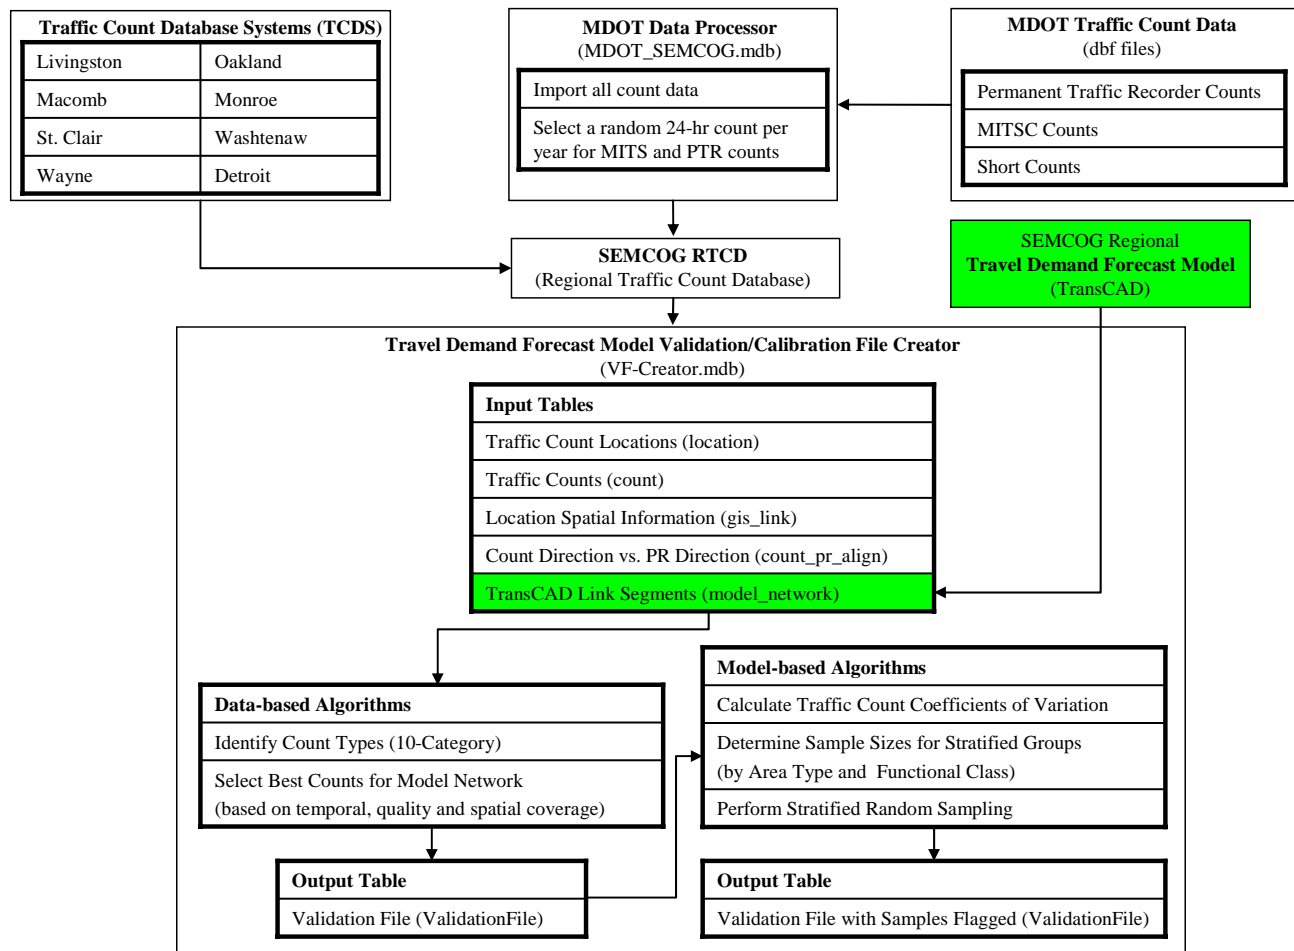 Traffic Count Database Systems (TCDS)
Livingston
Oakland
Macomb
Monroe
St. Clair
Washtenaw
Wayne
Detroit
MDOT Data Processor
(MDOT_SEMCOG.mdb)
Import all count data
Select a random 24-hr count per
year for MITS and PTR counts
MDOT Traffic Count Data
(dbf files)
Permanent Traffic Recorder Counts
MITSC Counts
Short Counts
SEMCOG RTCD
(Regional Traffic Count Database)
SEMCOG Regional
Travel Demand Forecast Model
(TransCAD)
Travel Demand Forecast Model Validation/Calibration File Creator
(VF-Creator.mdb)
Input Tables
Traffic Count Locations (location)
Traffic Counts (count)
Location Spatial Information (gis_link)
Count Direction vs. PR Direction (count_pr_align)
TransCAD Link Segments (model_network)
Data-based Algorithms
Identify Count Types (10-Category)
Select Best Counts for Model Network
(based on temporal, quality and spatial coverage)
Output Table
Validation File (ValidationFile)
Model-based Algorithms
Calculate Traffic Count Coefficients of Variation
Determine Sample Sizes for Stratified Groups
(by Area Type and Functional Class)
Perform Stratified Random Sampling
Output Table
Validation File with Samples Flagged (ValidationFile)